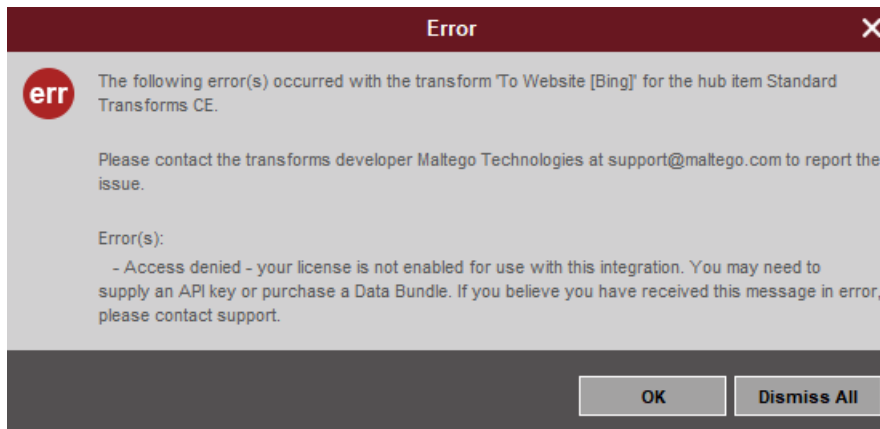 Error
err
The following error(s) occurred with the transform 'To Website [Bing]' for the hub item Standard
Transforms CE.
Please contact the transforms developer Maltego Technologies at support@maltego.com to report the
issue.
Error(s):
- Access denied - your license is not enabled for use with this integration. You may need to
supply an API key or purchase a Data Bundle. If you believe you have received this message in error,
please contact support.
OK
Dismiss All